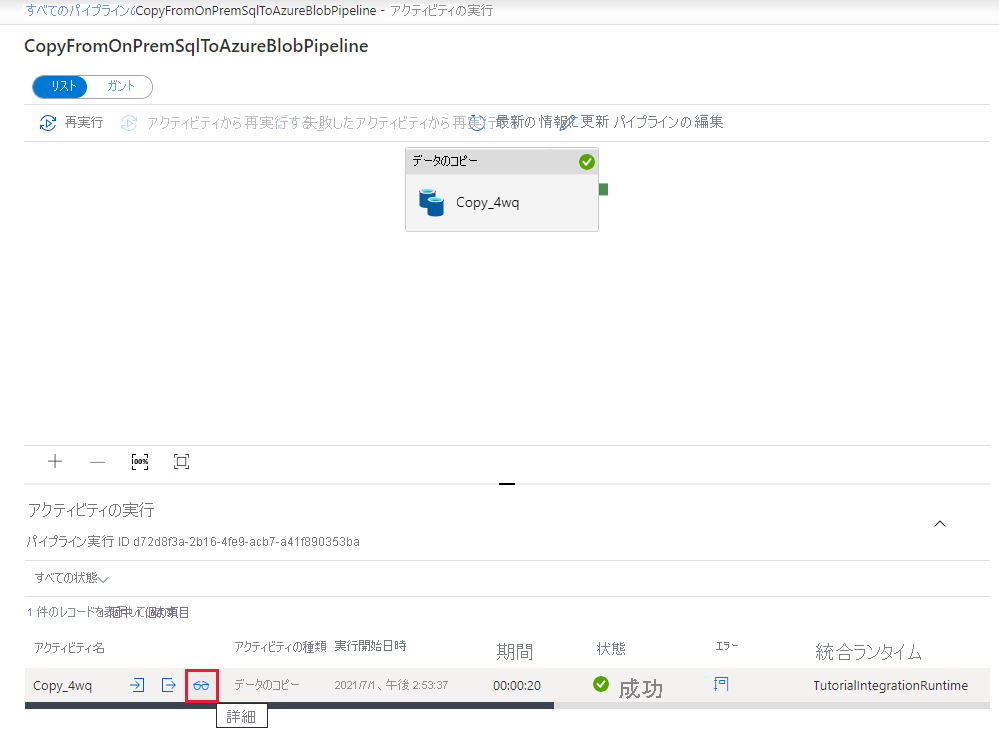 すべてのパイプライン CopyFromOnPremSqlToAzureBlobPipeline - アクティビティの実行
CopyFromOnPremSqlToAzureBlobPipeline
リスト ガント
再実行 アクティビティから再実行する 失敗したアクティビティから再実行 最新の情報に更新 パイプラインの編集
データのコピー
Copy_4wq
100%
アクティビティの実行
パイプライン実行 ID d72d8f3a-2b16-4fe9-acb7-a41f890353ba
すべての状態
1 件のレコードを
アクティビティ名 アクティビティの種類 実行開始日時 期間 状態 エラー 統合ランタイム
Copy_4wq データのコピー 2021/7/1、午後 2:53:37 00:00:20 成功 TutorialIntegrationRuntime
詳細